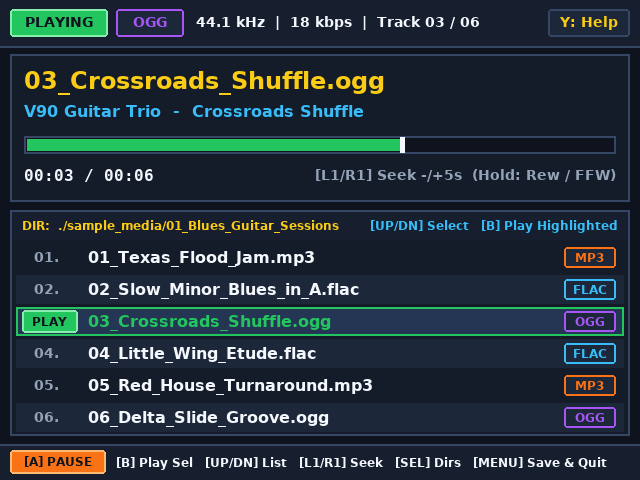 PLAYING OGG 44.1 kHz | 18 kbps | Track 03 / 06 Y: Help
03_Crossroads_Shuffle.ogg
V90 Guitar Trio - Crossroads Shuffle
00:03 / 00:06 [L1/R1] Seek -/+5s (Hold: Rew / FFW)
DIR: ./sample_media/01_Blues_Guitar_Sessions [UP/DN] Select [B] Play Highlighted
01. 01_Texas_Flood_Jam.mp3 MP3
02. 02_Slow_Minor_Blues_in_A.flac FLAC
PLAY 03_Crossroads_Shuffle.ogg OGG
04. 04_Little_Wing_Etude.flac FLAC
05. 05_Red_House_Turnaround.mp3 MP3
06. 06_Delta_Slide_Groove.ogg OGG
[A] PAUSE [B] Play Sel [UP/DN] List [L1/R1] Seek [SEL] Dirs [MENU] Save & Quit